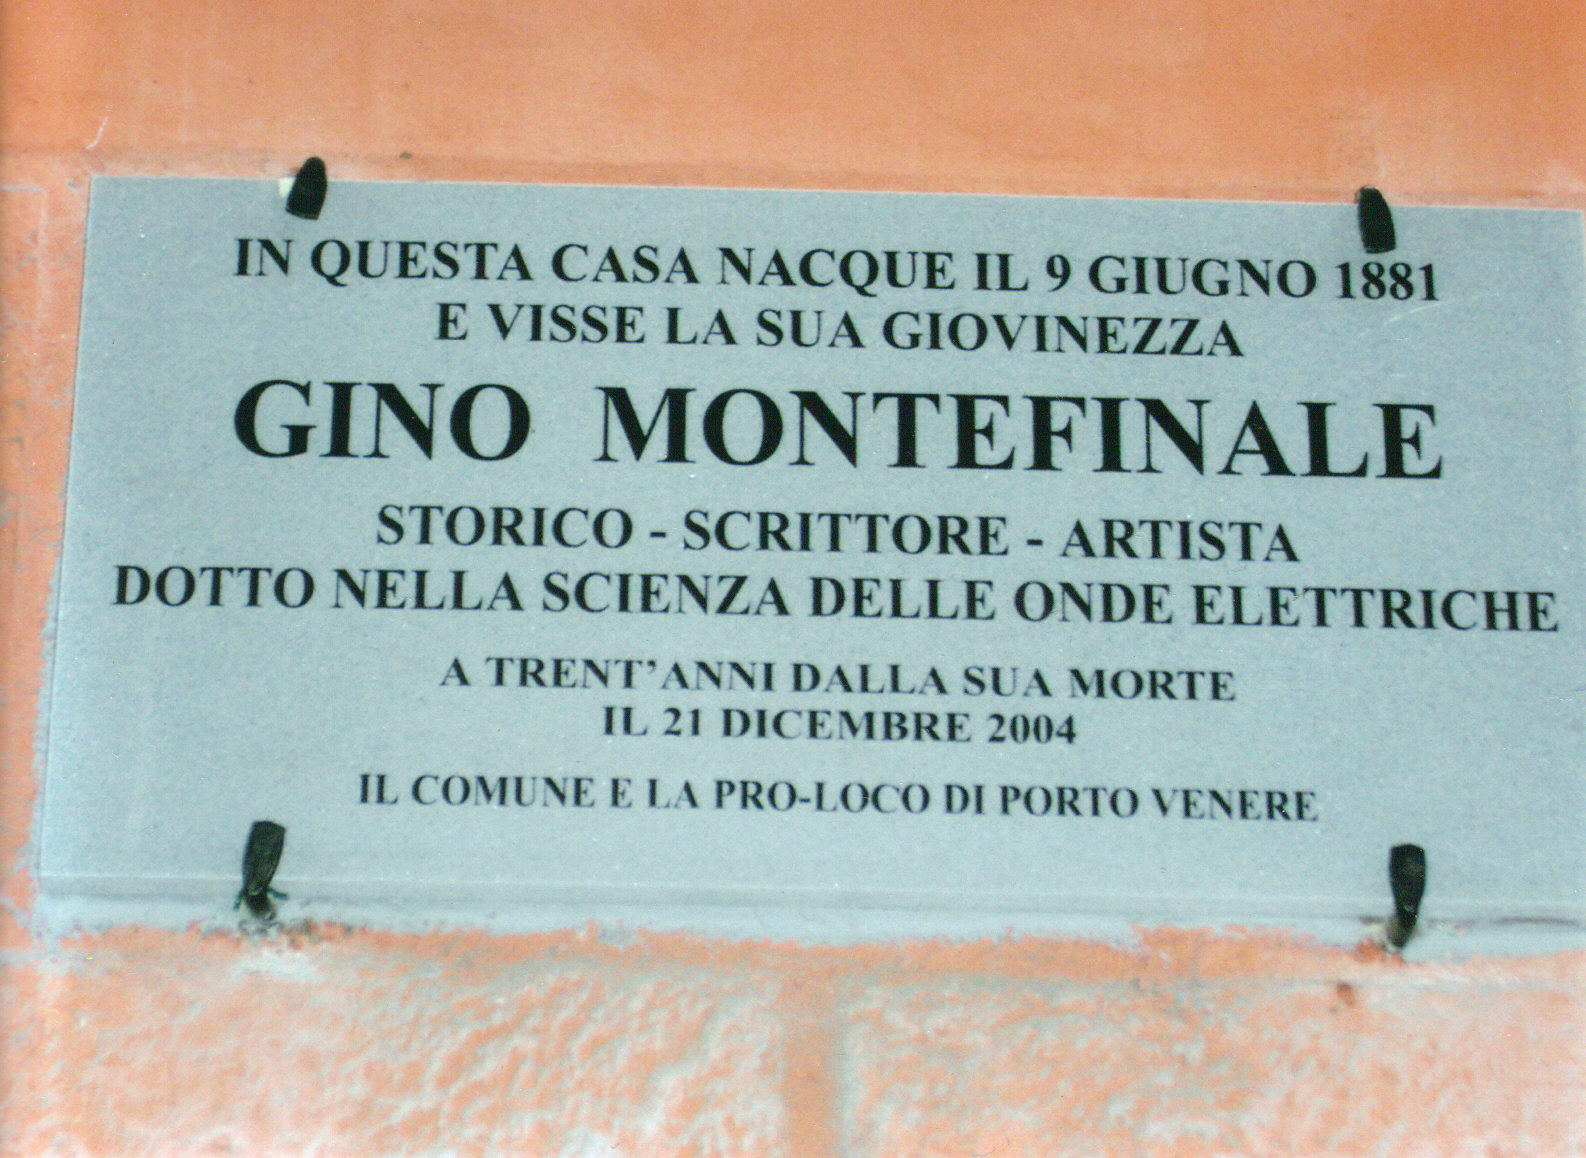 IN QUESTA CASA NACQUE IL 9 GIUGNO 1881
E VISSE LA SUA GIOVINEZZA
GINO MONTEFINALE
STORICO - SCRITTORE - ARTISTA
DOTTO NELLA SCIENZA DELLE ONDE ELETTRICHE
A TRENT'ANNI DALLA SUA MORTE
IL 21 DICEMBRE 2004
IL COMUNE E LA PRO-LOCO DI PORTO VENERE